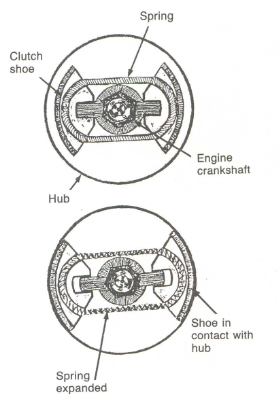 Spring
Clutch
shoe
Engine
crankshaft
Hub
Shoe in
contact with
hub
Spring
expanded